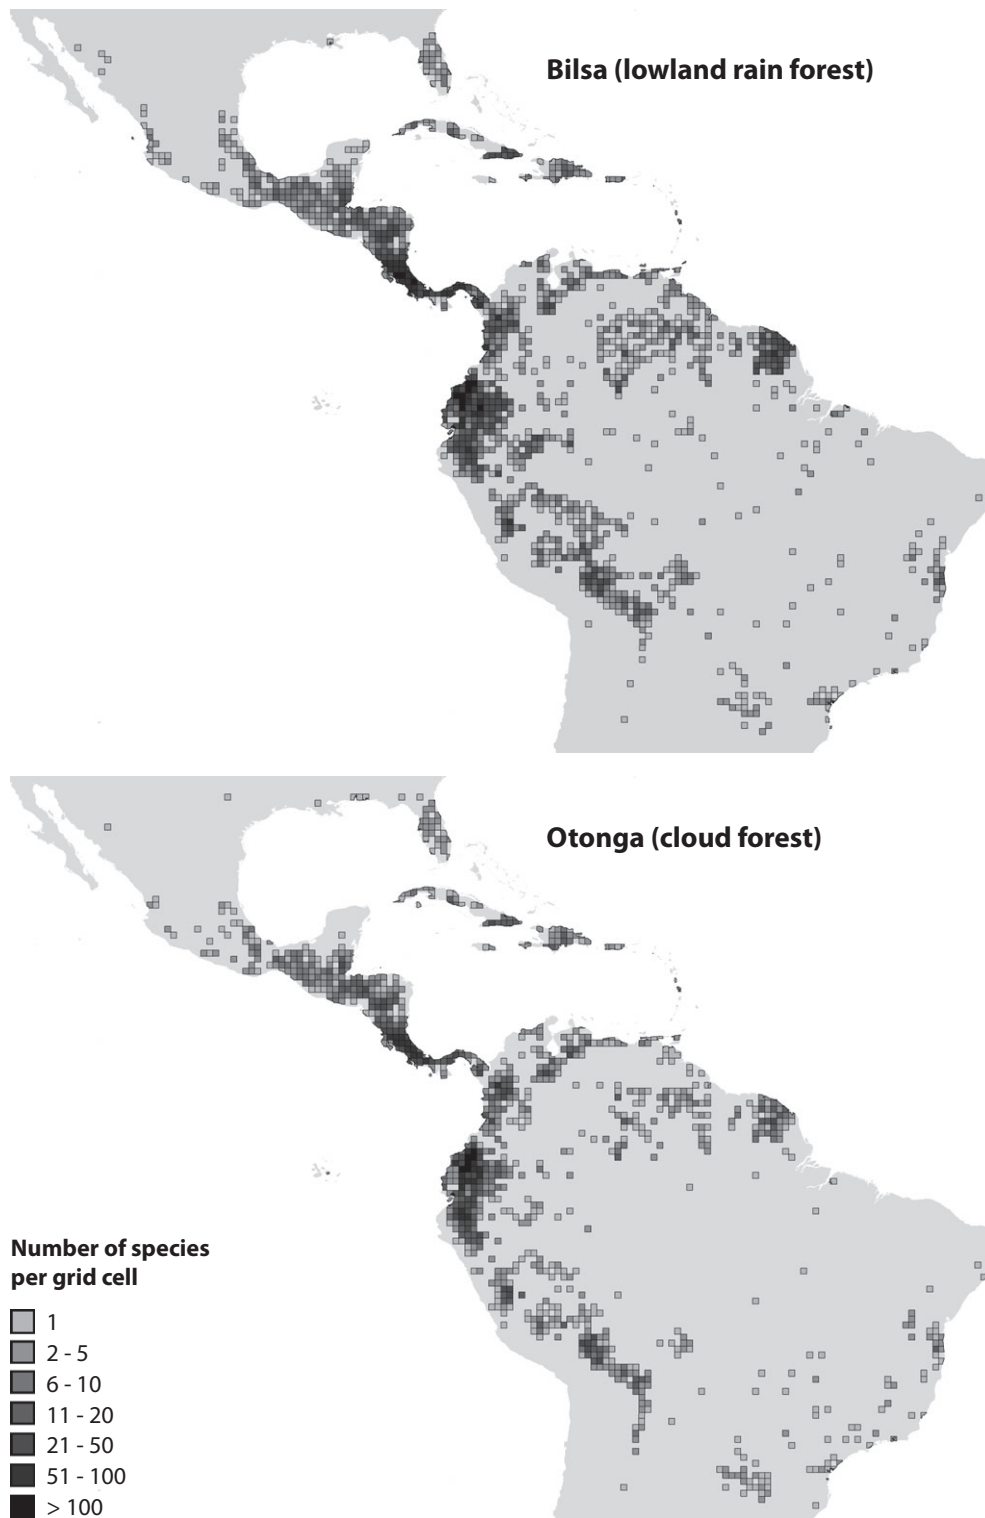 Bilsa (lowland rain forest)
Otonga (cloud forest)
Number of species
per grid cell
1
2 - 5
6 - 10
11 - 20
21 - 50
51 - 100
> 100